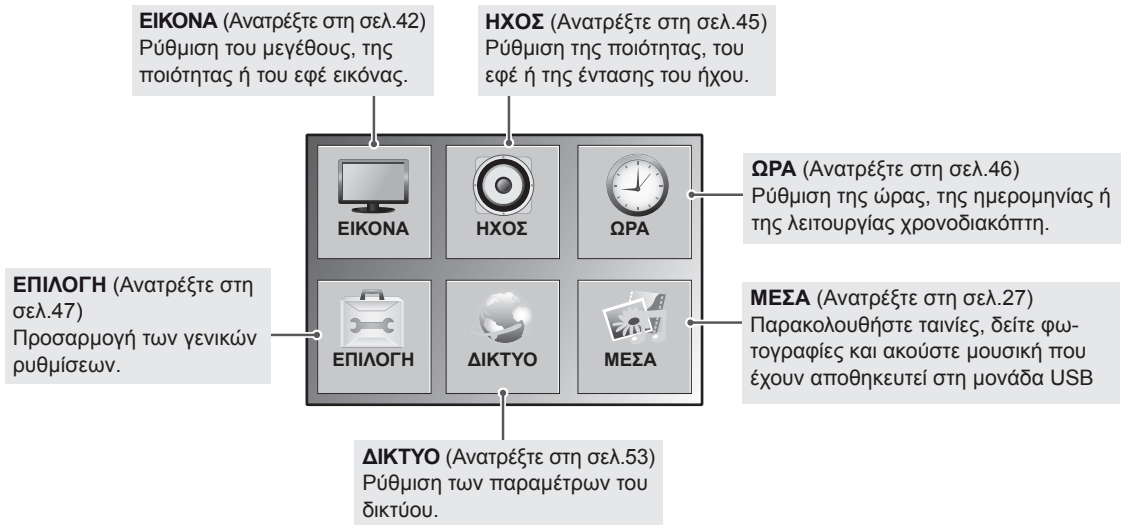 ΕΙΚΟΝΑ (Ανατρέξτε στη σελ.42)
Ρύθμιση του μεγέθους, της
ποιότητας ή του εφέ εικόνας.
ΗΧΟΣ (Ανατρέξτε στη σελ.45)
Ρύθμιση της ποιότητας, του
εφέ ή της έντασης του ήχου.
ΕΙΚΟΝΑ
ΗΧΟΣ
ΩΡΑ
ΩΡΑ (Ανατρέξτε στη σελ.46)
Ρύθμιση της ώρας, της ημερομηνίας ή
της λειτουργίας χρονοδιακόπτη.
ΕΠΙΛΟΓΗ (Ανατρέξτε στη
σελ.47)
Προσαρμογή των γενικών
ρυθμίσεων.
ΕΠΙΛΟΓΗ
ΔΙΚΤΥΟ
ΜΕΣΑ
ΜΕΣΑ (Ανατρέξτε στη σελ.27)
Παρακολουθήστε ταινίες, δείτε φω-
τογραφίες και ακούστε μουσική που
έχουν αποθηκευτεί στη μονάδα USB
ΔΙΚΤΥΟ (Ανατρέξτε στη σελ.53)
Ρύθμιση των παραμέτρων του
δικτύου.